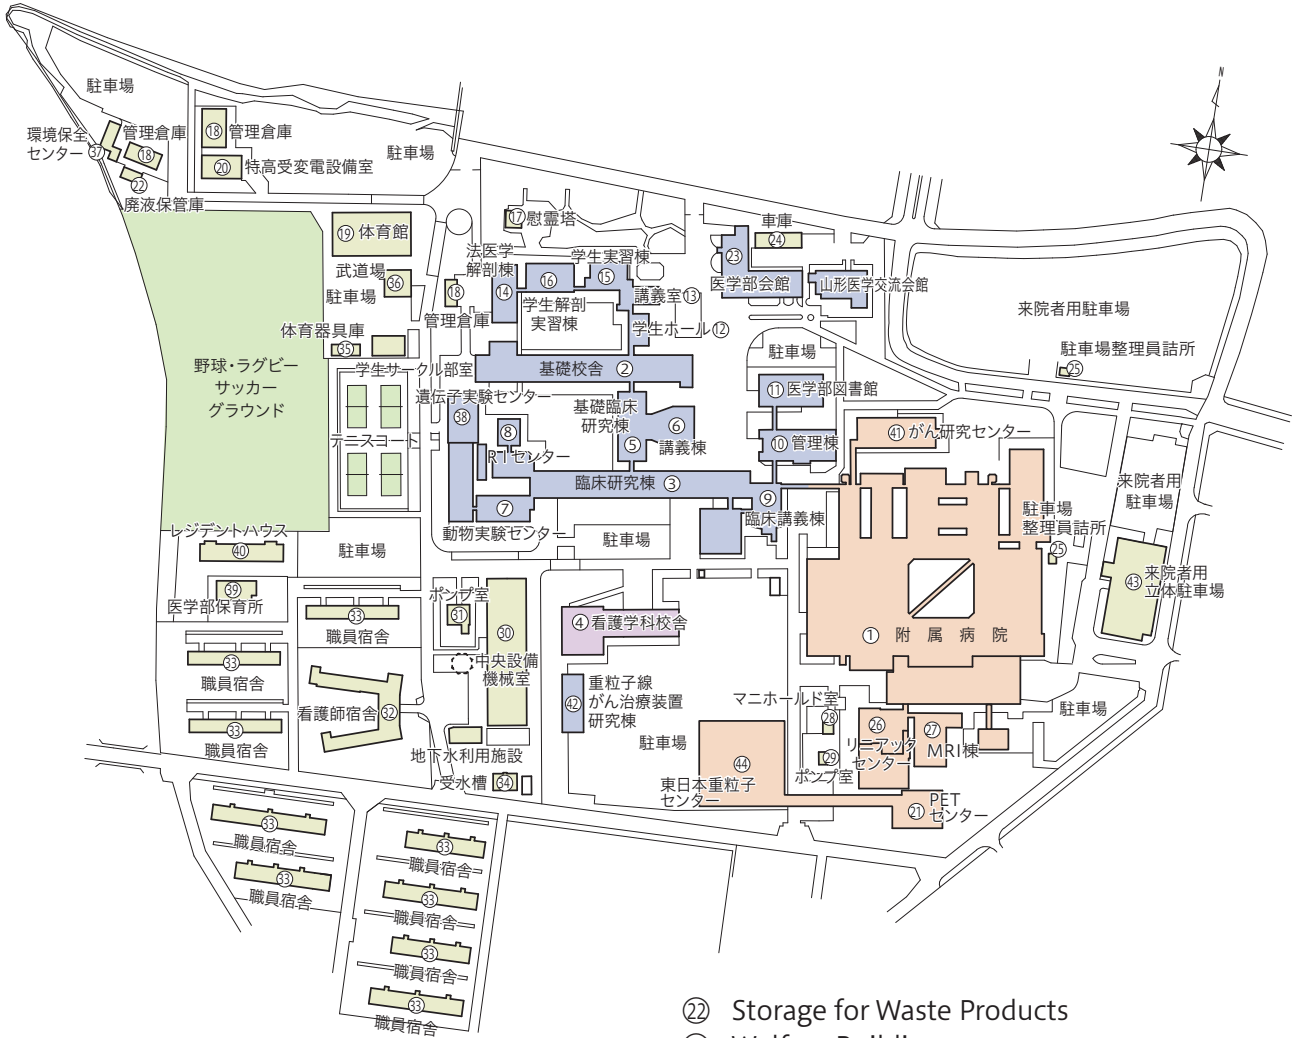 N
駐車場
環境保全
センター㊲
管理倉庫
⑱
㉒
廃液保管庫
⑱管理倉庫
⑳特高受変電設備室
駐車場
⑲体育館
武道場
㊱
駐車場
体育器具庫
㉟
学生サークル部室
野球・ラグビー
サッカー
グラウンド
テニスコート
⑰慰霊塔
法医学
解剖棟
⑭
⑱
管理倉庫
⑯
学生解剖
実習棟
学生実習棟
⑮
講義室⑬
学生ホール⑫
車庫
㉔
㉓
医学部会館
山形医学交流会館
来院者用駐車場
駐車場整理員詰所
㉕
基礎校舎 ②
駐車場
⑪医学部図書館
遺伝子実験センター
㊳
⑧
RIセンター
基礎臨床
研究棟
⑤
⑥
講義棟
⑩管理棟
㊶がん研究センター
臨床研究棟 ③
⑦
動物実験センター
⑨
臨床講義棟
駐車場
来院者用
駐車場
駐車場
整理員詰所
㉕
㊸来院者用
立体駐車場
レジデントハウス
㊵
駐車場
㊴
医学部保育所
㉝
職員宿舎
㉝
職員宿舎
㉝
職員宿舎
看護師宿舎㉜
ポンプ室
㉛
㉚
中央設備
機械室
地下水利用施設
受水槽㉞
④看護学科校舎
㊷
重粒子線
がん治療装置
研究棟
駐車場
①附属病院
マニホールド室
㉘
㉙
ポンプ室
㉖
リニアック
センター
㉗
MRI棟
駐車場
㊹
東日本重粒子
センター
㉑
PET
センター
㉝
職員宿舎
㉝
職員宿舎
㉝
職員宿舎
㉝
職員宿舎
㉝
職員宿舎
㉝
職員宿舎
㉒ Storage for Waste Products